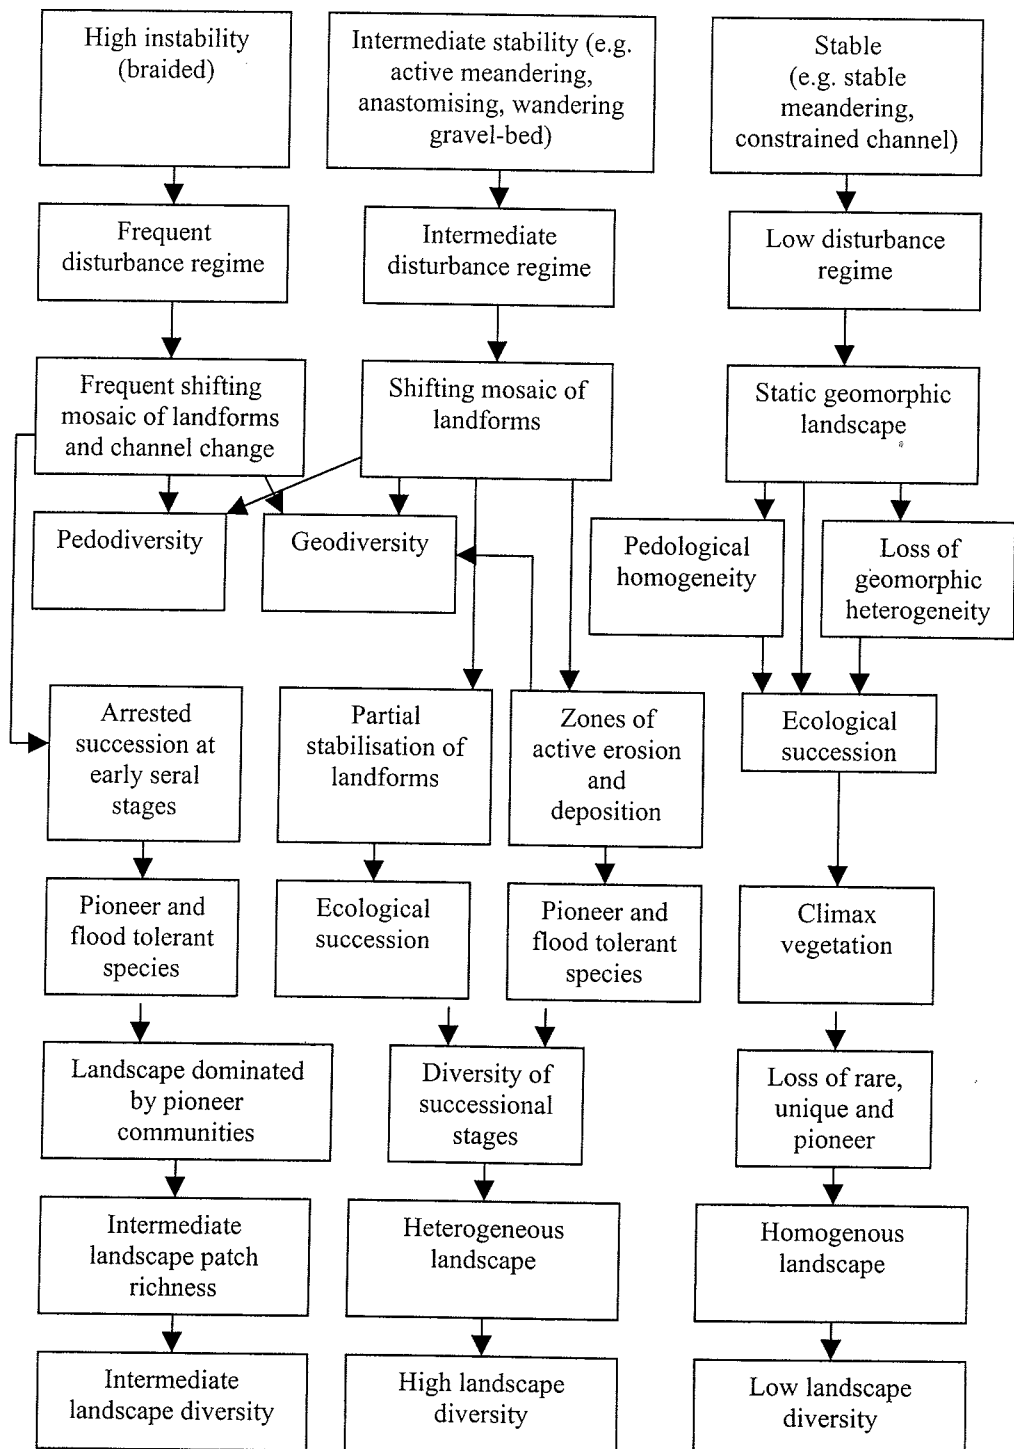 High instability
(braided)
Intermediate stability (e.g.
active meandering,
anastomising, wandering
gravel-bed)
Stable
(e.g. stable
meandering,
constrained channel)
Frequent
disturbance regime
Intermediate
disturbance regime
Low disturbance
regime
Frequent shifting
mosaic of landforms
and channel change
Shifting mosaic of
landforms
Static geomorphic
landscape
Pedodiversity
Geodiversity
Pedological
homogeneity
Loss of
geomorphic
heterogeneity
Arrested
succession at
early seral
stages
Partial
stabilisation of
landforms
Zones of
active erosion
and
deposition
Ecological
succession
Pioneer and
flood tolerant
species
Ecological
succession
Pioneer and
flood tolerant
species
Climax
vegetation
Landscape dominated
by pioneer
communities
Diversity of
successional
stages
Loss of rare,
unique and
pioneer
Intermediate
landscape patch
richness
Heterogeneous
landscape
Homogenous
landscape
Intermediate
landscape diversity
High landscape
diversity
Low landscape
diversity